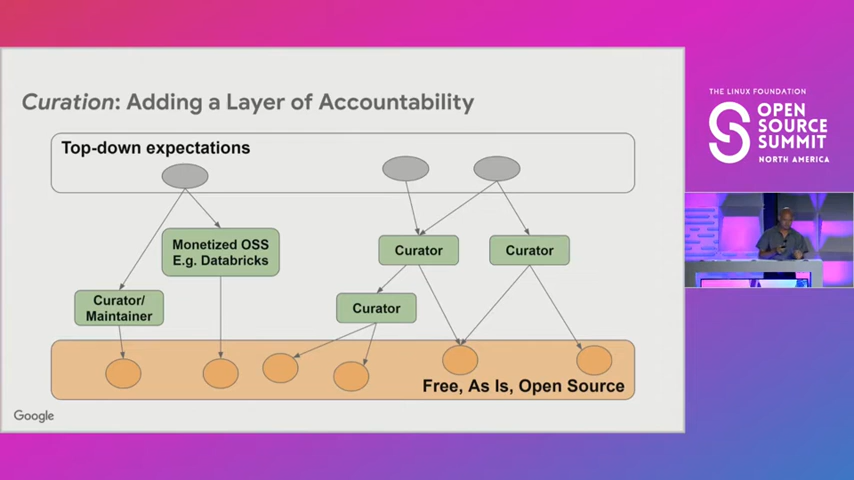 Curation: Adding a Layer of Accountability
Top-down expectations
Monetized OSS
E.g. Databricks
Curator
Curator
Curator/
Maintainer
Curator
Free, As Is, Open Source
Google
THE LINUX FOUNDATION
OPEN
SOURCE
SUMMIT
NORTH AMERICA